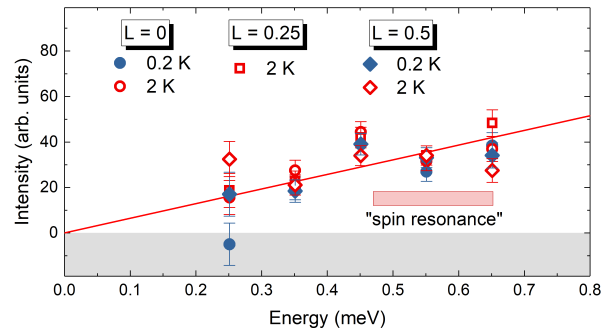 L = 0
L = 0.25
L = 0.5
0.2 K
2 K
2 K
0.2 K
2 K
Intensity (arb. units)
80
60
40
20
0
"spin resonance"
0.0 0.1 0.2 0.3 0.4 0.5 0.6 0.7 0.8
Energy (meV)